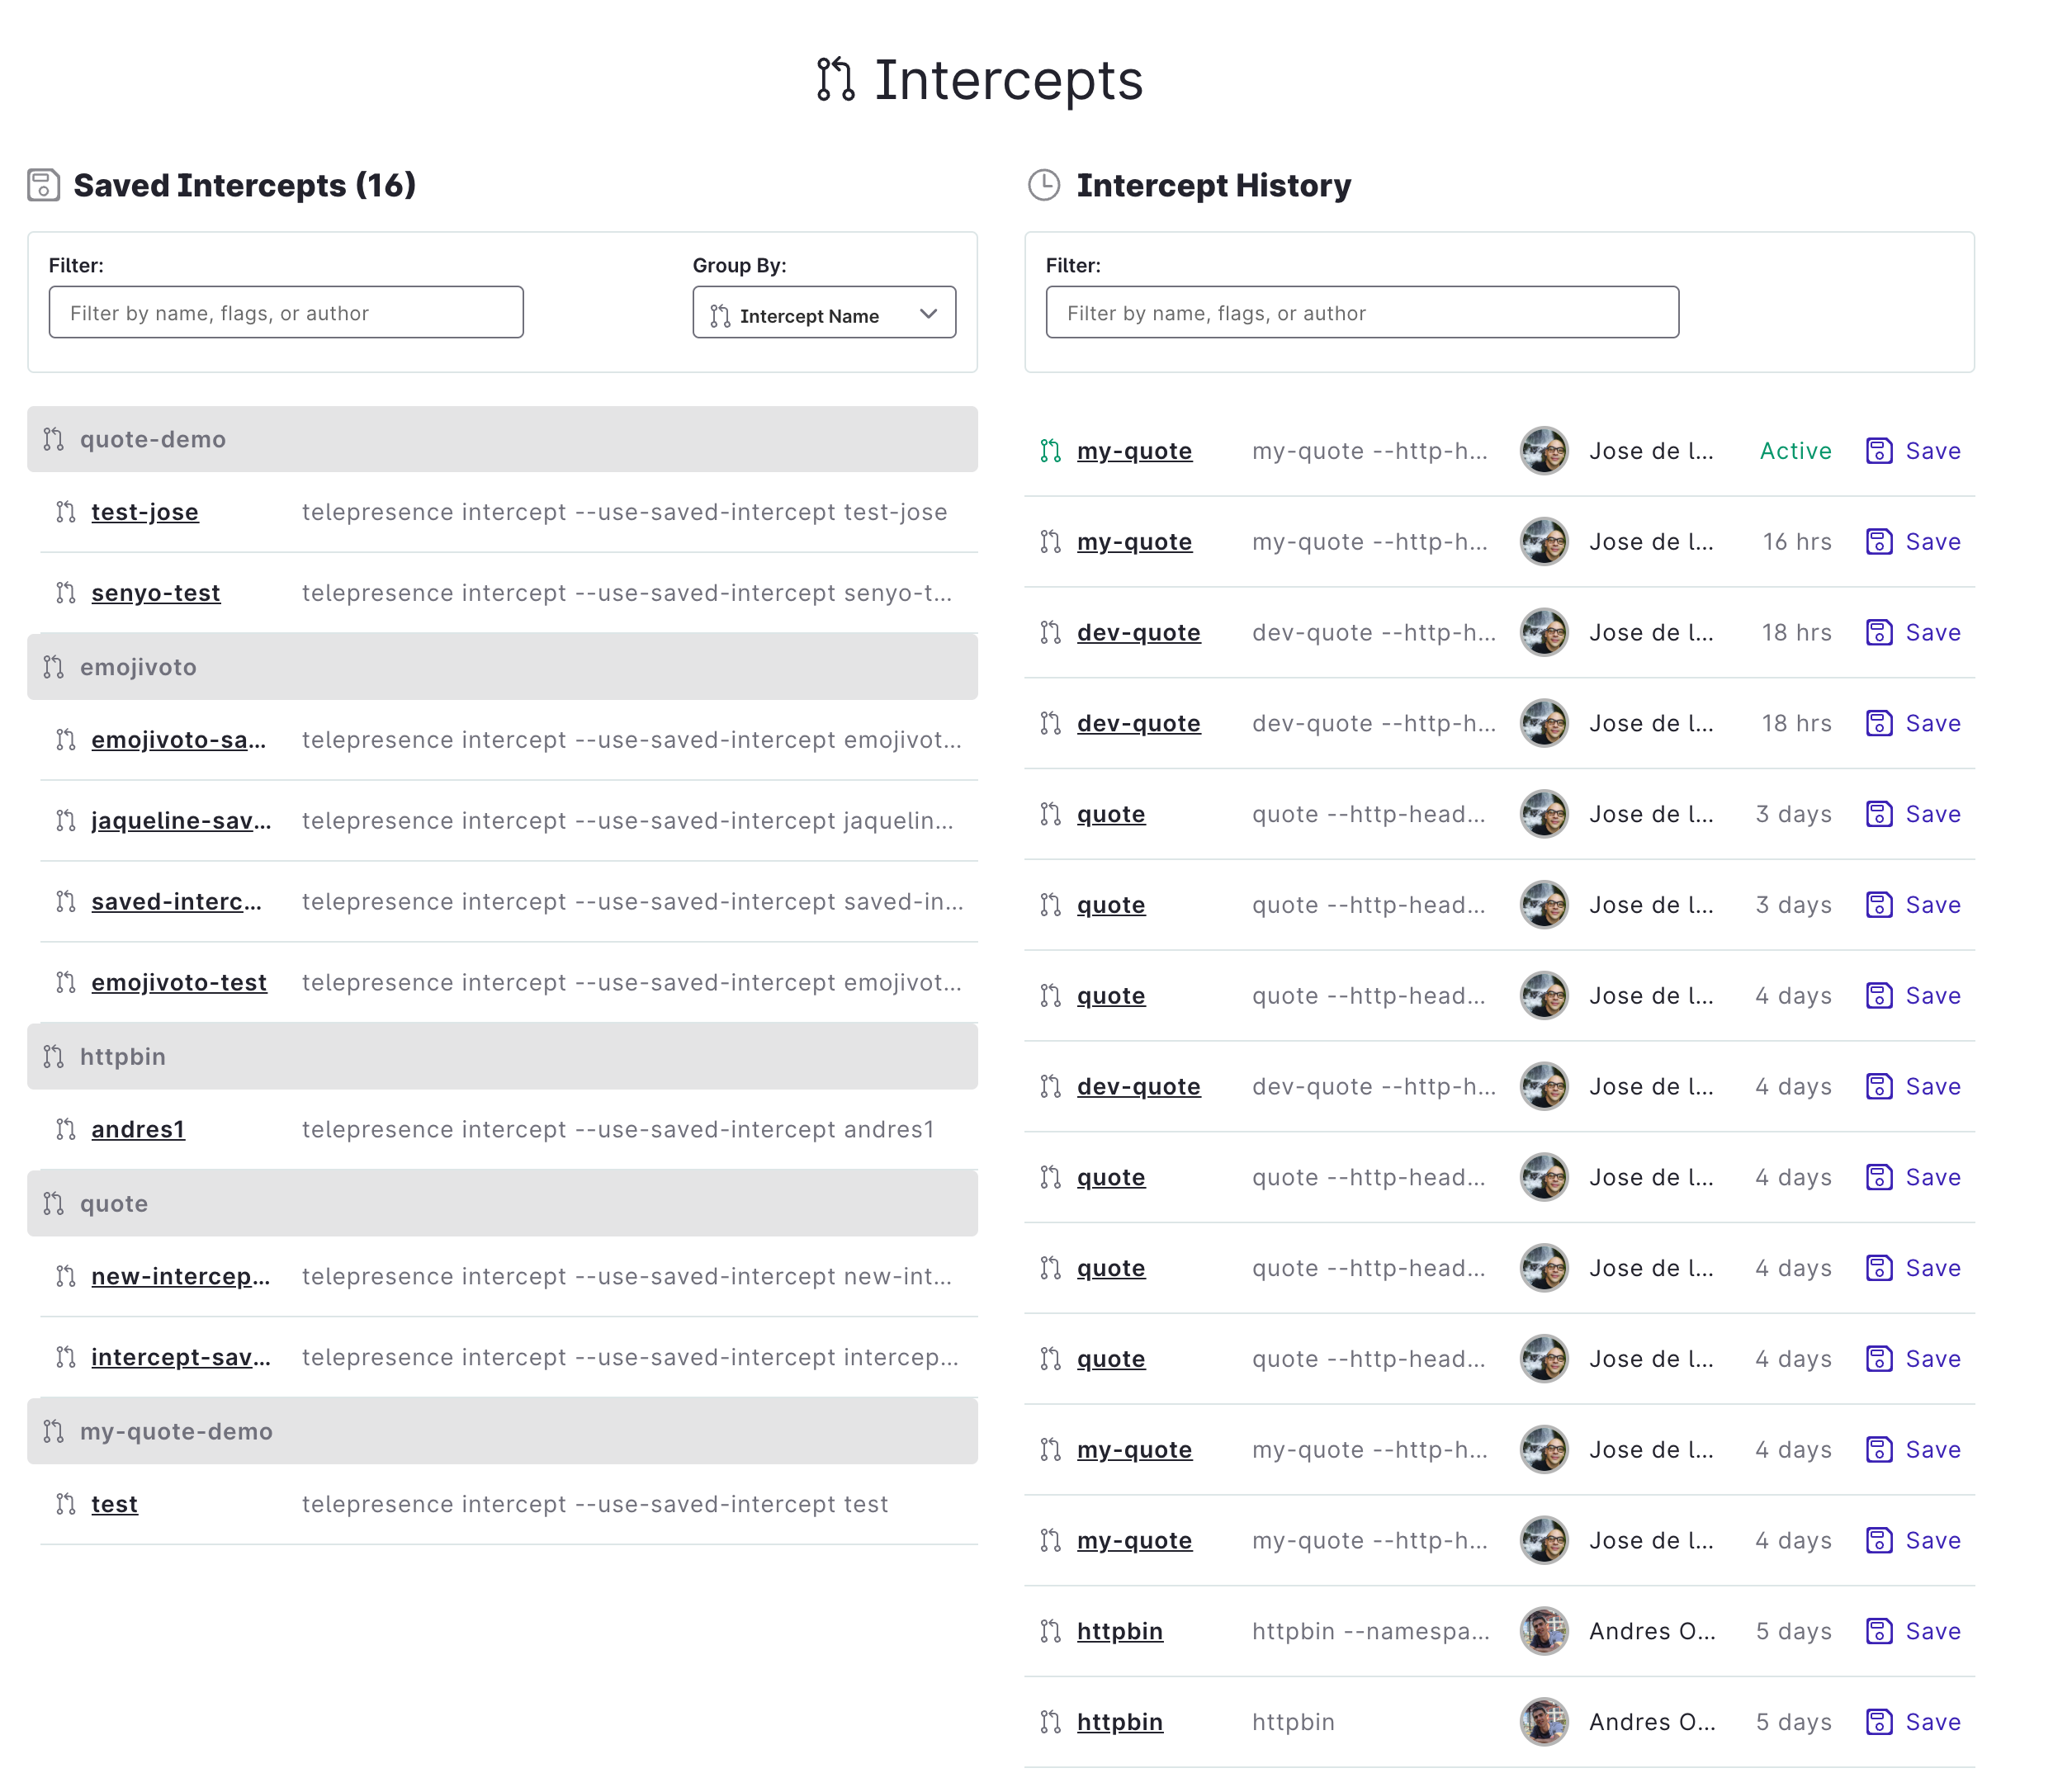 Intercepts
Saved Intercepts (16)
Filter:
Group By:
Filter by name, flags, or author
Intercept Name
quote-demo
test-jose telepresence intercept --use-saved-intercept test-jose
senyo-test telepresence intercept --use-saved-intercept senyo-t...
emojivoto
emojivoto-sa... telepresence intercept --use-saved-intercept emojivot...
jaqueline-sav... telepresence intercept --use-saved-intercept jaquelin...
saved-interc... telepresence intercept --use-saved-intercept saved-in...
emojivoto-test telepresence intercept --use-saved-intercept emojivot...
httpbin
andres1 telepresence intercept --use-saved-intercept andres1
quote
new-intercep... telepresence intercept --use-saved-intercept new-int...
intercept-sav... telepresence intercept --use-saved-intercept intercep...
my-quote-demo
test telepresence intercept --use-saved-intercept test
Intercept History
Filter:
Filter by name, flags, or author
my-quote my-quote --http-h... Jose de l... Active Save
my-quote my-quote --http-h... Jose de l... 16 hrs Save
dev-quote dev-quote --http-h... Jose de l... 18 hrs Save
dev-quote dev-quote --http-h... Jose de l... 18 hrs Save
quote quote --http-head... Jose de l... 3 days Save
quote quote --http-head... Jose de l... 3 days Save
quote quote --http-head... Jose de l... 4 days Save
dev-quote dev-quote --http-h... Jose de l... 4 days Save
quote quote --http-head... Jose de l... 4 days Save
quote quote --http-head... Jose de l... 4 days Save
quote quote --http-head... Jose de l... 4 days Save
my-quote my-quote --http-h... Jose de l... 4 days Save
my-quote my-quote --http-h... Jose de l... 4 days Save
httpbin httpbin --namespa... Andres O... 5 days Save
httpbin httpbin Andres O... 5 days Save